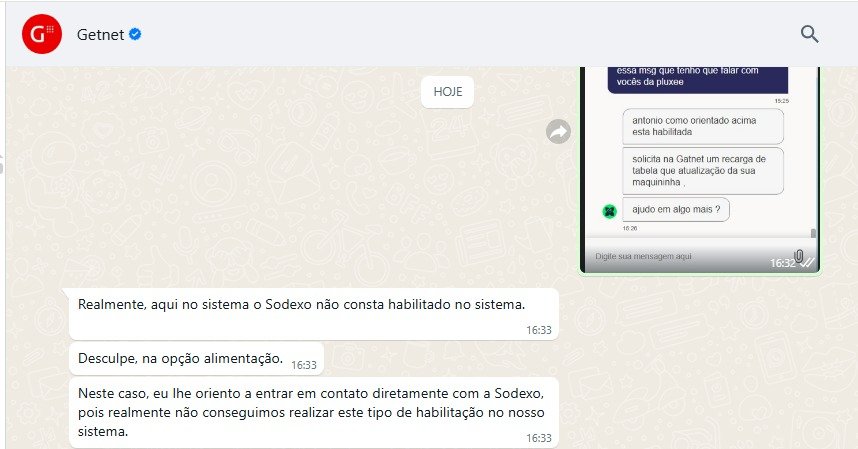 Getnet
HOJE
essa msg que tenho que falar com
vocês da pluxee
15:25
antonio como orientado acima
esta habilitada
solicita na Gatnet um recarga de
tabela que atualização da sua
maquininha ,
ajudo em algo mais ?
15:26
Digite sua mensagem aqui
16:32
Realmente, aqui no sistema o Sodexo não consta habilitado no sistema.
16:33
Desculpe, na opção alimentação.
16:33
Neste caso, eu lhe oriento a entrar em contato diretamente com a Sodexo,
pois realmente não conseguimos realizar este tipo de habilitação no nosso
sistema.
16:33